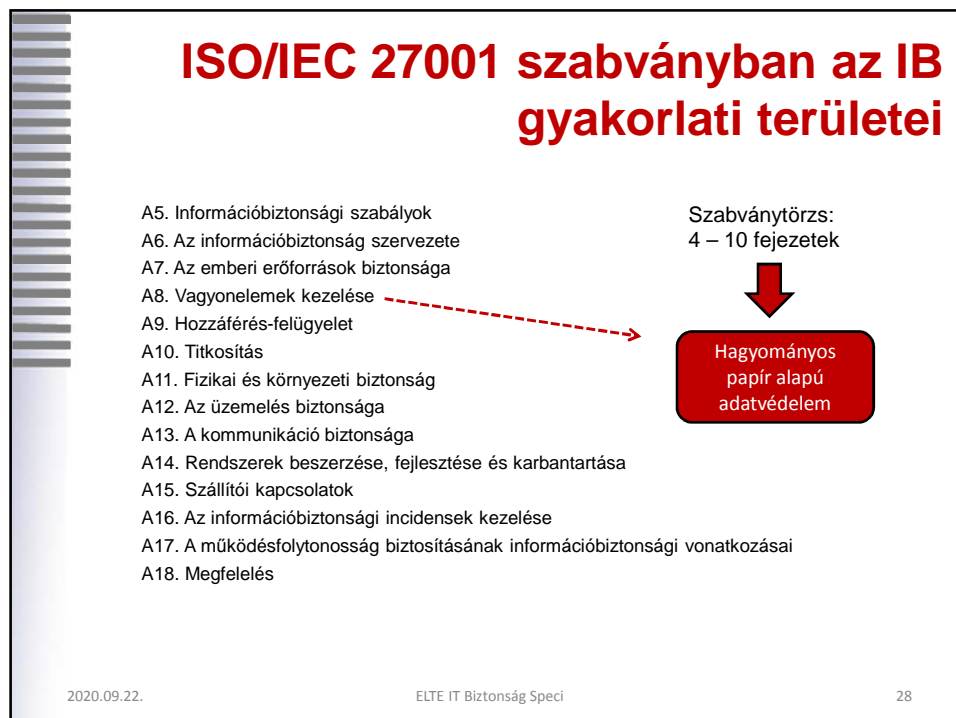 ISO/IEC 27001 szabványban az IB
gyakorlati területei
A5. Információbiztonsági szabályok
A6. Az információbiztonság szervezete
A7. Az emberi erőforrások biztonsága
A8. Vagyonelemek kezelése
A9. Hozzáférés-felügyelet
A10. Titkosítás
A11. Fizikai és környezeti biztonság
A12. Az üzemelés biztonsága
A13. A kommunikáció biztonsága
A14. Rendszerek beszerzése, fejlesztése és karbantartása
A15. Szállítói kapcsolatok
A16. Az információbiztonsági incidensek kezelése
A17. A működésfolytonosság biztosításának információbiztonsági vonatkozásai
A18. Megfelelés
Szabványtörzs:
4 – 10 fejezetek
Hagyományos
papír alapú
adatvédelem
2020.09.22.
ELTE IT Biztonság Speci
28